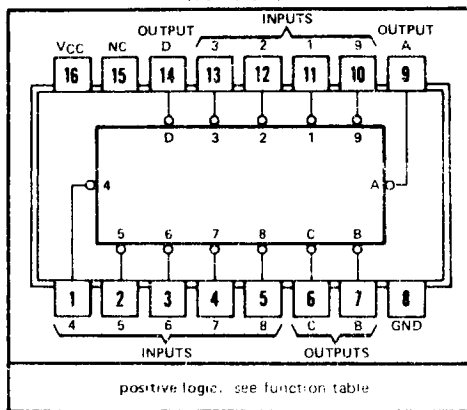 INPUTS
OUTPUT OUTPUT
VCC NC D 3 2 1 9 A
16 15 14 13 12 11 10 9
D 3 2 1 9
4 A
5 6 7 8 C B
1 2 3 4 5 6 7 8
4 5 6 7 8 C B GND
INPUTS OUTPUTS
positive logic. see function table